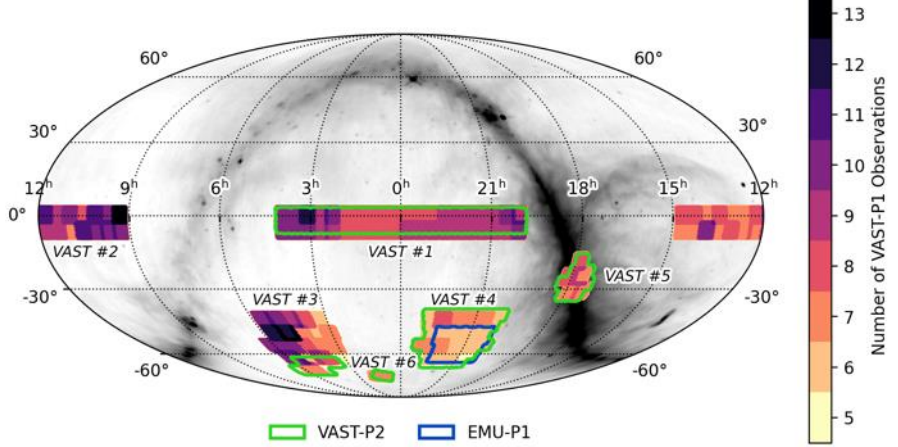 60°
60°
30°
30°
12h 9h 6h 3h 0h 21h 18h 15h 12h
0°
VAST #2
VAST #1
VAST #5
-30°
-30°
VAST #3
VAST #4
VAST #6
-60°
-60°
VAST-P2
EMU-P1
13
12
11
10
9
8
7
6
5
Number of VAST-P1 Observations